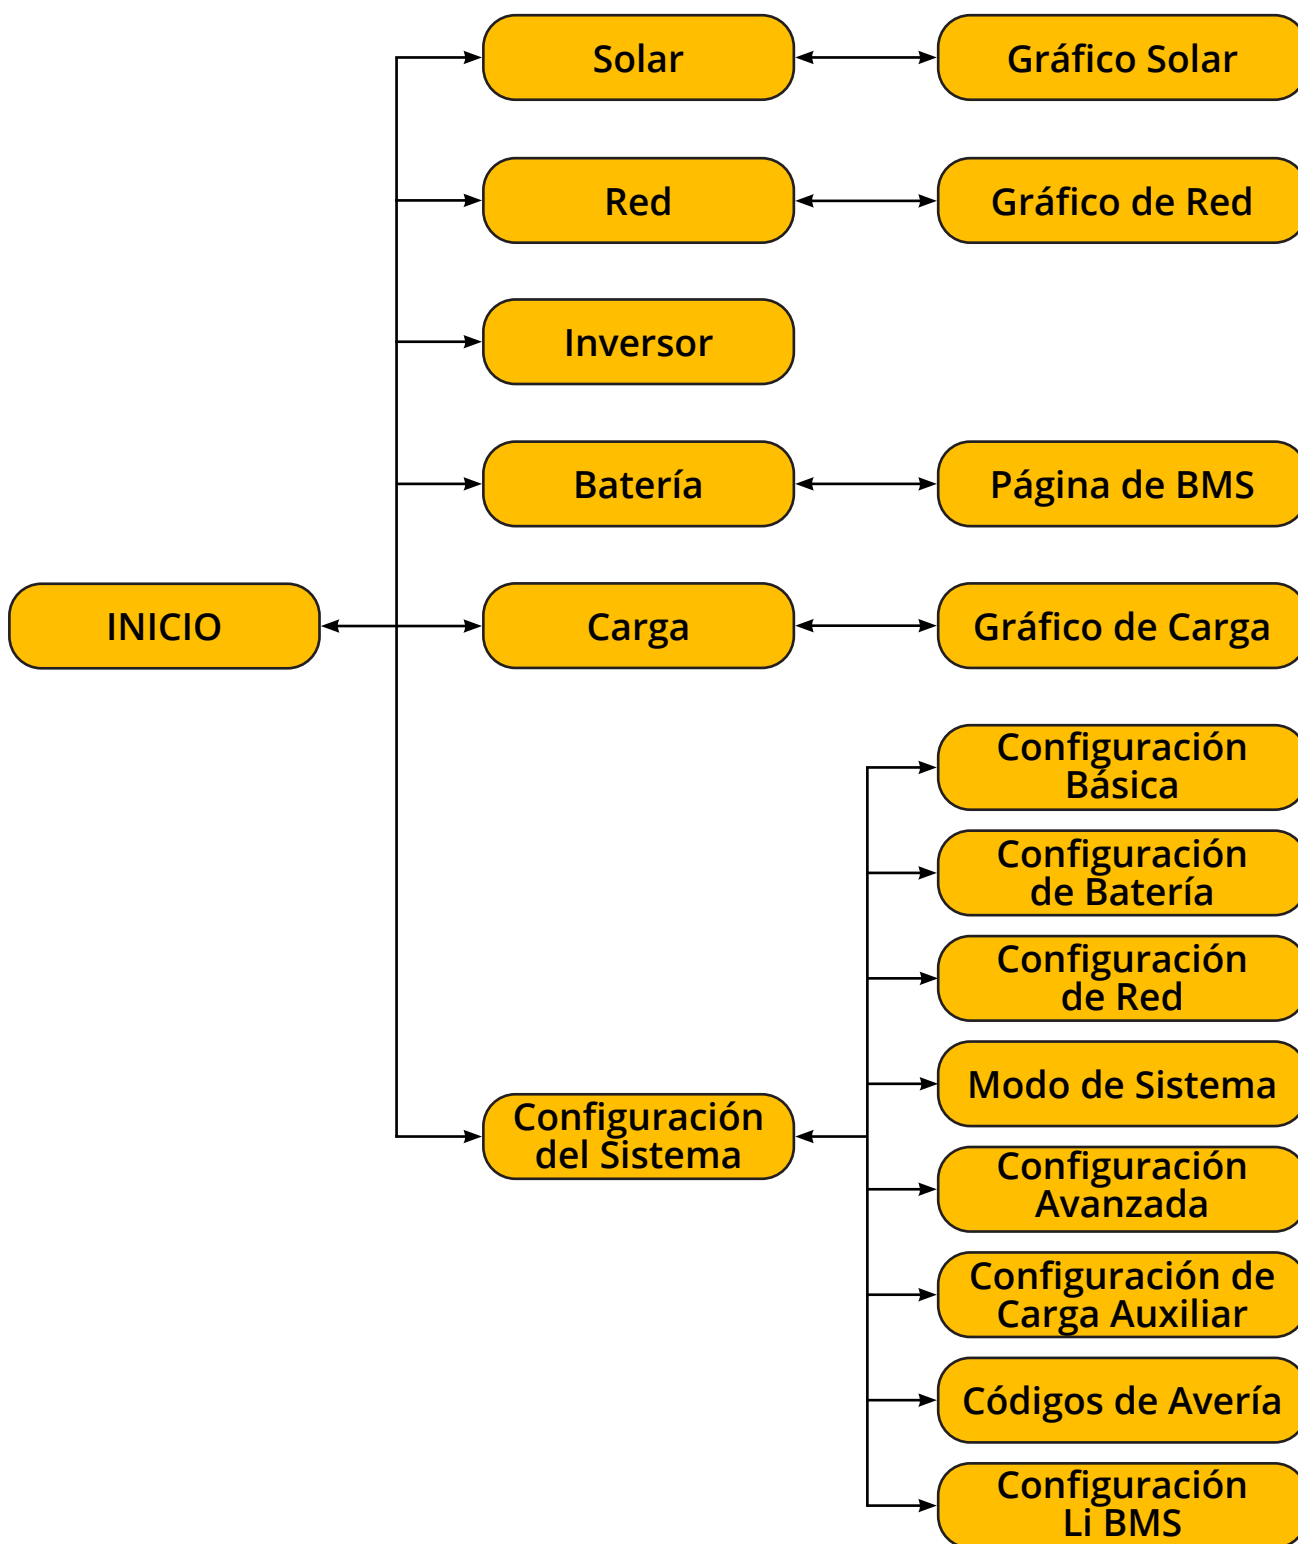 Solar
Gráfico Solar
Red
Gráfico de Red
Inversor
Batería
Página de BMS
INICIO
Carga
Gráfico de Carga
Configuración
Básica
Configuración
de Batería
Configuración
de Red
Modo de Sistema
Configuración
del Sistema
Configuración
Avanzada
Configuración de
Carga Auxiliar
Códigos de Avería
Configuración
Li BMS